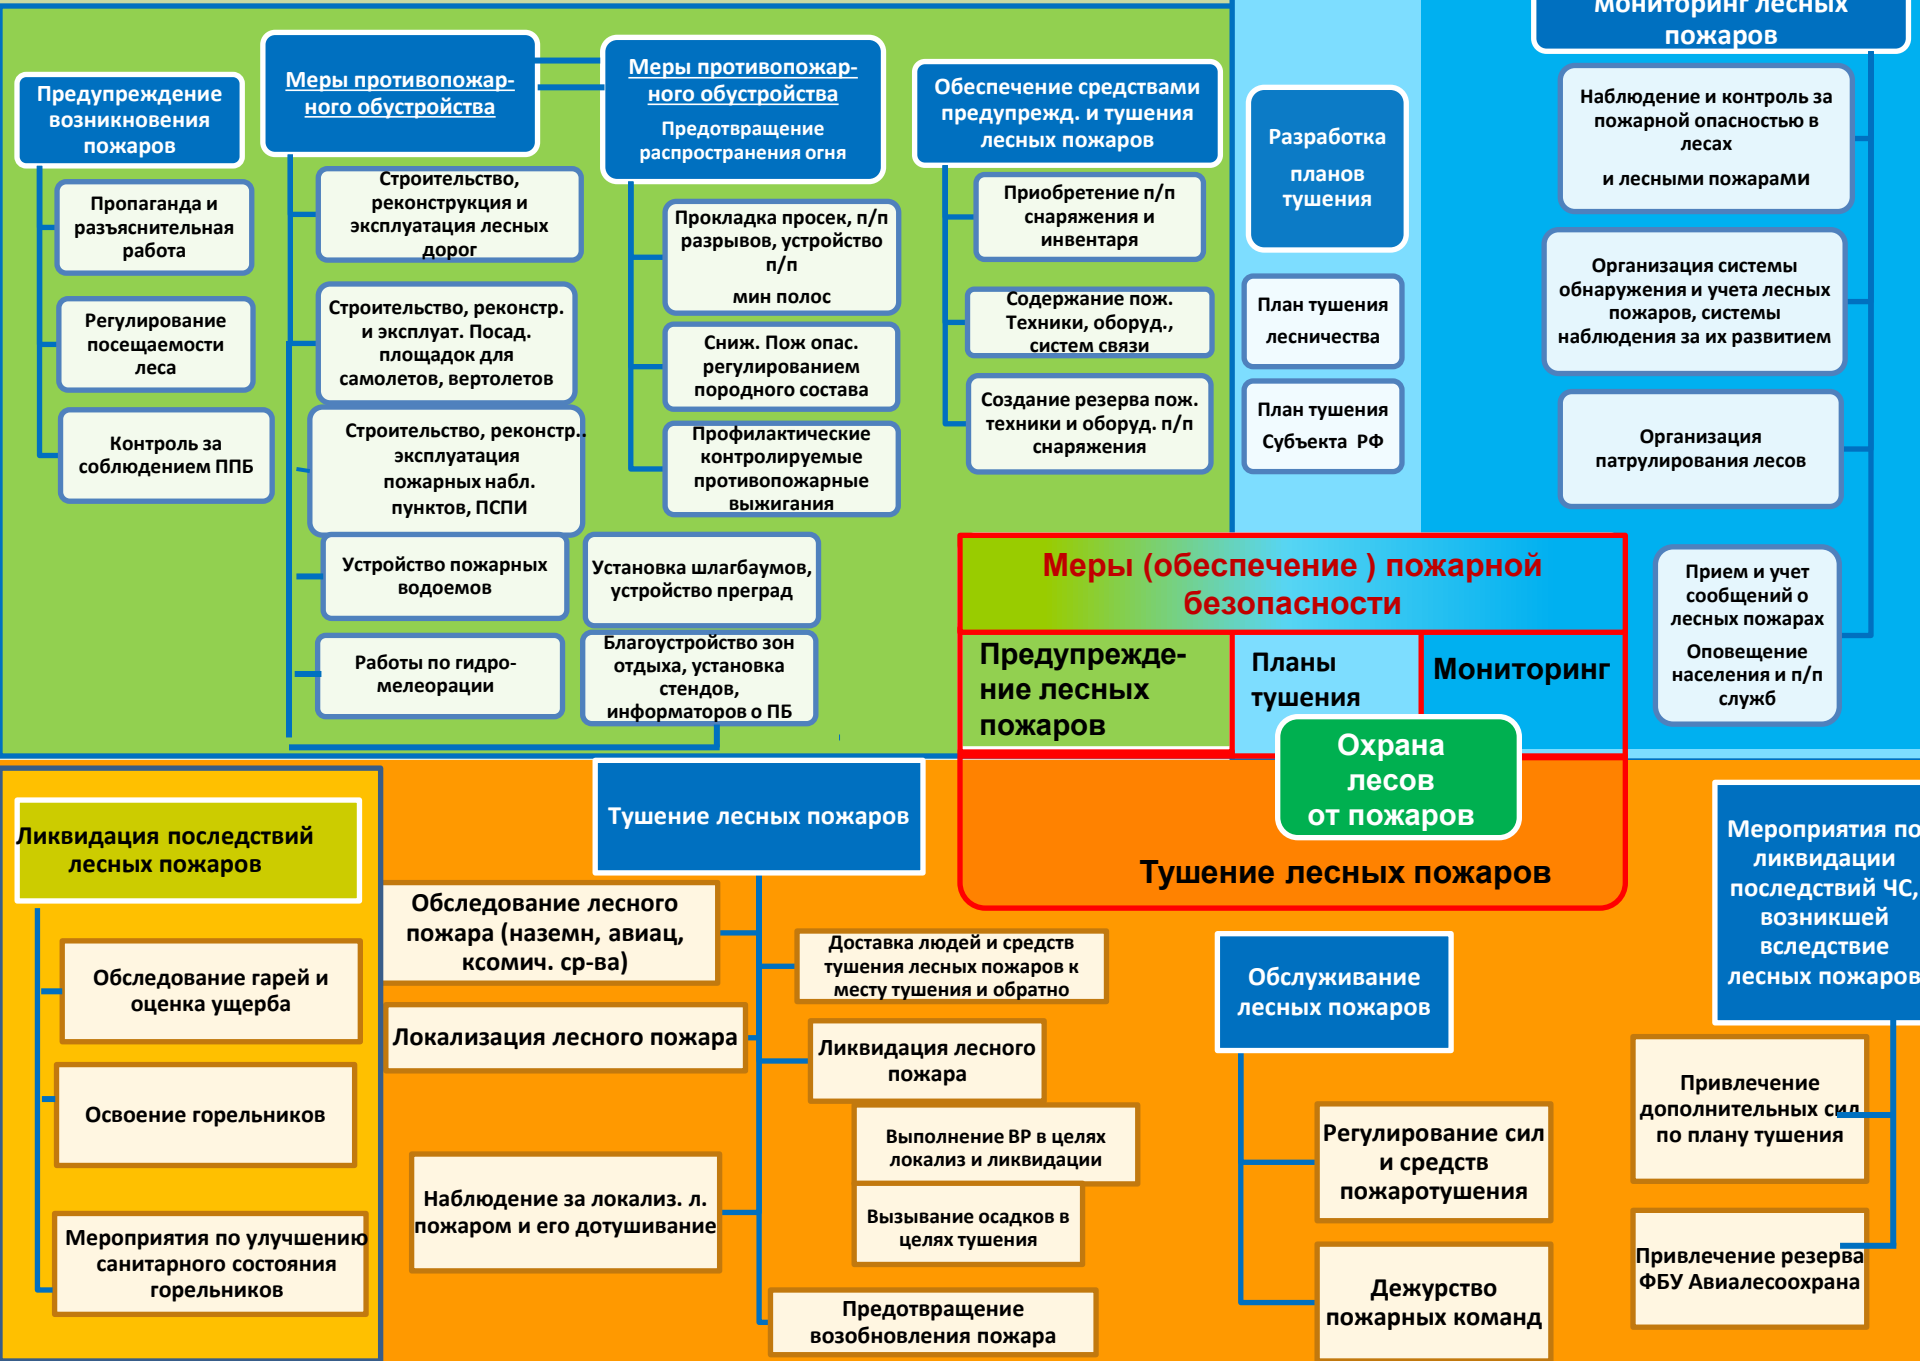 Предупреждение
возникновения
пожаров
Пропаганда и
разъяснительная
работа
Регулирование
посещаемости
леса
Контроль за
соблюдением ППБ
Меры противопожар-
ного обустройства
Строительство,
реконструкция и
эксплуатация лесных
дорог
Строительство, реконстр.
и эксплуат. Посад.
площадок для
самолетов, вертолетов
Строительство, реконстр..
эксплуатация
пожарных набл.
пунктов, ПСПИ
Устройство пожарных
водоемов
Работы по гидро-
мелеорации
Установка шлагбаумов,
устройство преград
Благоустройство зон
отдыха, установка
стендов,
информаторов о ПБ
Меры противопожар-
ного обустройства
Предотвращение
распространения огня
Прокладка просек, п/п
разрывов, устройство
п/п
мин полос
Сниж. Пож опас.
регулированием
породного состава
Профилактические
контролируемые
противопожарные
выжигания
Обеспечение средствами
предупрежд. и тушения
лесных пожаров
Приобретение п/п
снаряжения и
инвентаря
Содержание пож.
Техники, оборуд.,
систем связи
Создание резерва пож.
техники и оборуд. п/п
снаряжения
Разработка
планов
тушения
План тушения
лесничества
План тушения
Субъекта РФ
мониторинг лесных
пожаров
Наблюдение и контроль за
пожарной опасностью в
лесах
и лесными пожарами
Организация системы
обнаружения и учета лесных
пожаров, системы
наблюдения за их развитием
Организация
патрулирования лесов
Прием и учет
сообщений о
лесных пожарах
Оповещение
населения и п/п
служб
Меры (обеспечение ) пожарной
безопасности
Предупрежде-
ние лесных
пожаров
Планы
тушения
Мониторинг
Охрана
лесов
от пожаров
Тушение лесных пожаров
Ликвидация последствий
лесных пожаров
Обследование гарей и
оценка ущерба
Освоение горельников
Мероприятия по улучшению
санитарного состояния
горельников
Тушение лесных пожаров
Обследование лесного
пожара (наземн, авиац,
ксомич. ср-ва)
Локализация лесного пожара
Наблюдение за локализ. л.
пожаром и его дотушивание
Доставка людей и средств
тушения лесных пожаров к
месту тушения и обратно
Ликвидация лесного
пожара
Выполнение ВР в целях
локализ и ликвидации
Вызывание осадков в
целях тушения
Предотвращение
возобновления пожара
Обслуживание
лесных пожаров
Регулирование сил
и средств
пожаротушения
Дежурство
пожарных команд
Мероприятия по
ликвидации
последствий ЧС,
возникшей
вследствие
лесных пожаров
Привлечение
дополнительных сил
по плану тушения
Привлечение резерва
ФБУ Авиалесоохрана